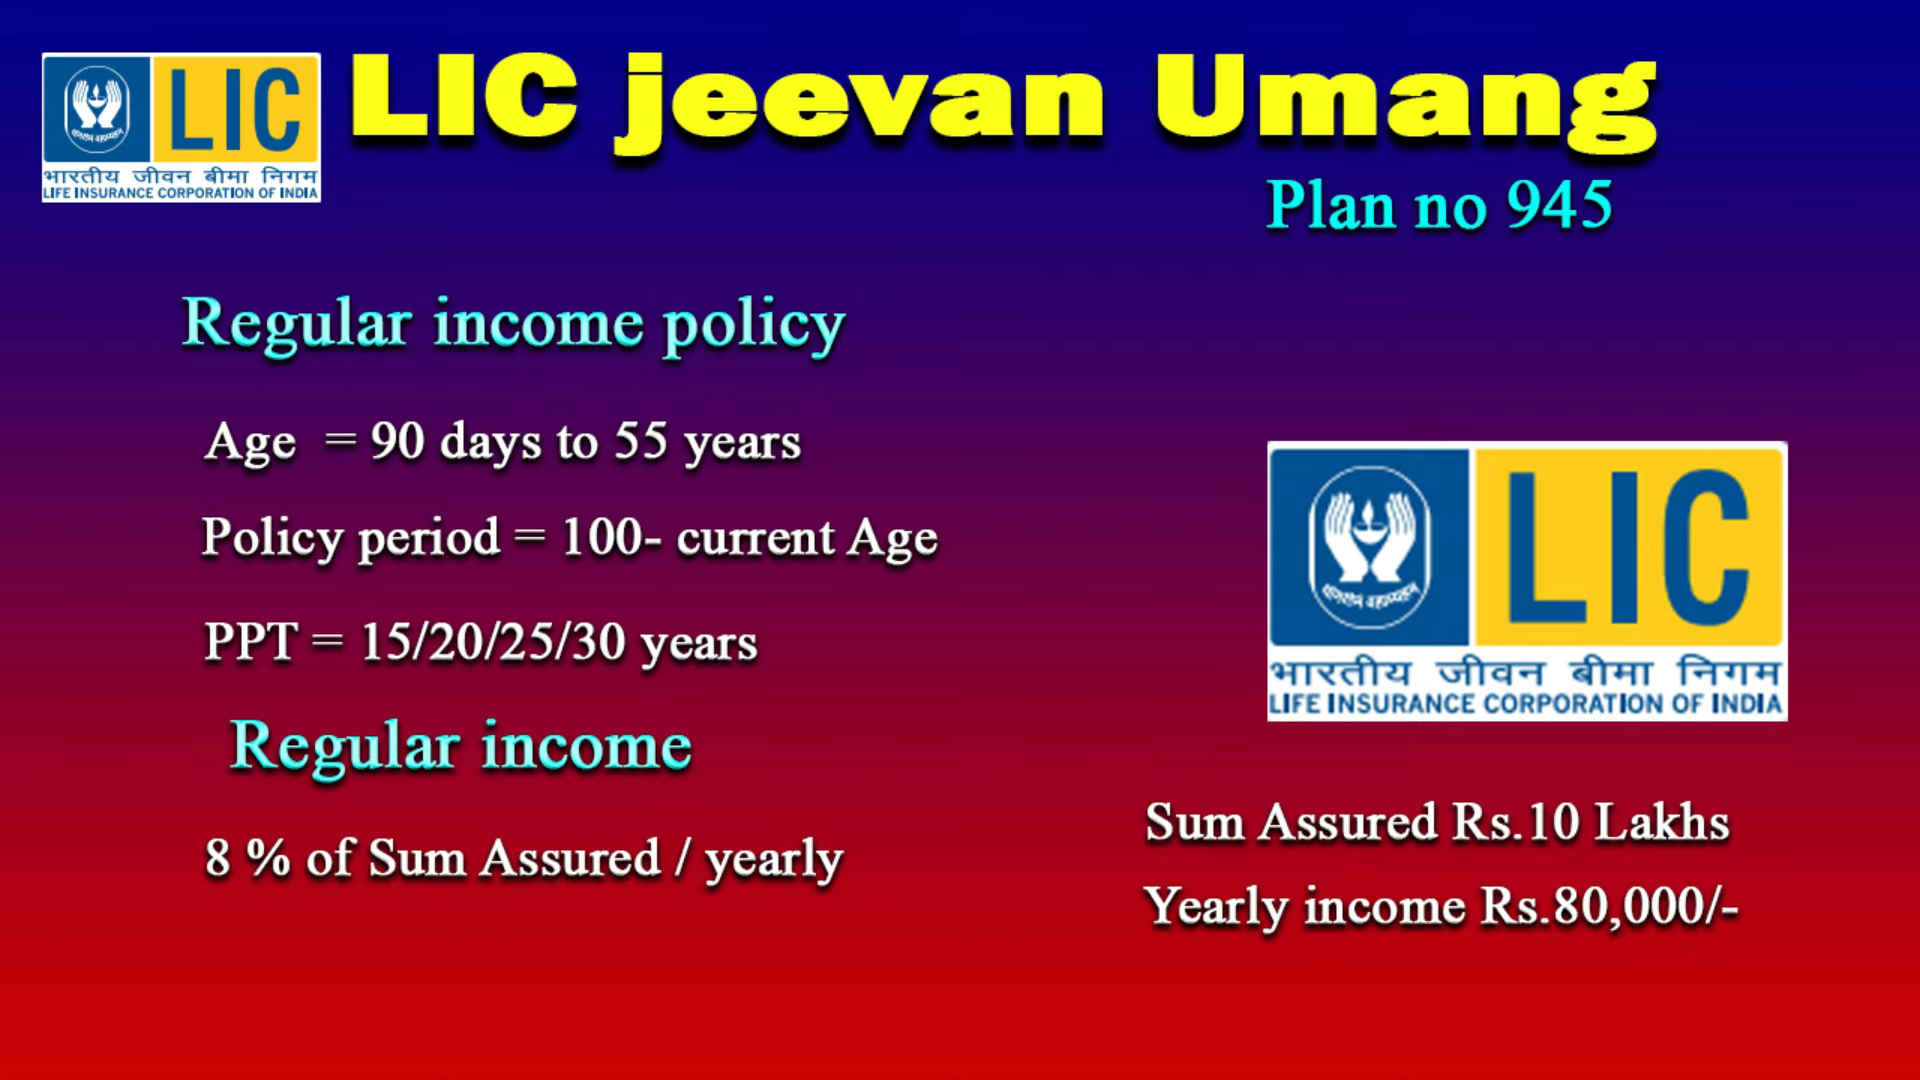 LIC
भारतीय जीवन बीमा निगम
LIFE INSURANCE CORPORATION OF INDIA
LIC jeevan Umang
Plan no 945
Regular income policy
Age = 90 days to 55 years
Policy period = 100- current Age
PPT = 15/20/25/30 years
Regular income
8 % of Sum Assured / yearly
LIC
भारतीय जीवन बीमा निगम
LIFE INSURANCE CORPORATION OF INDIA
Sum Assured Rs.10 Lakhs
Yearly income Rs.80,000/-